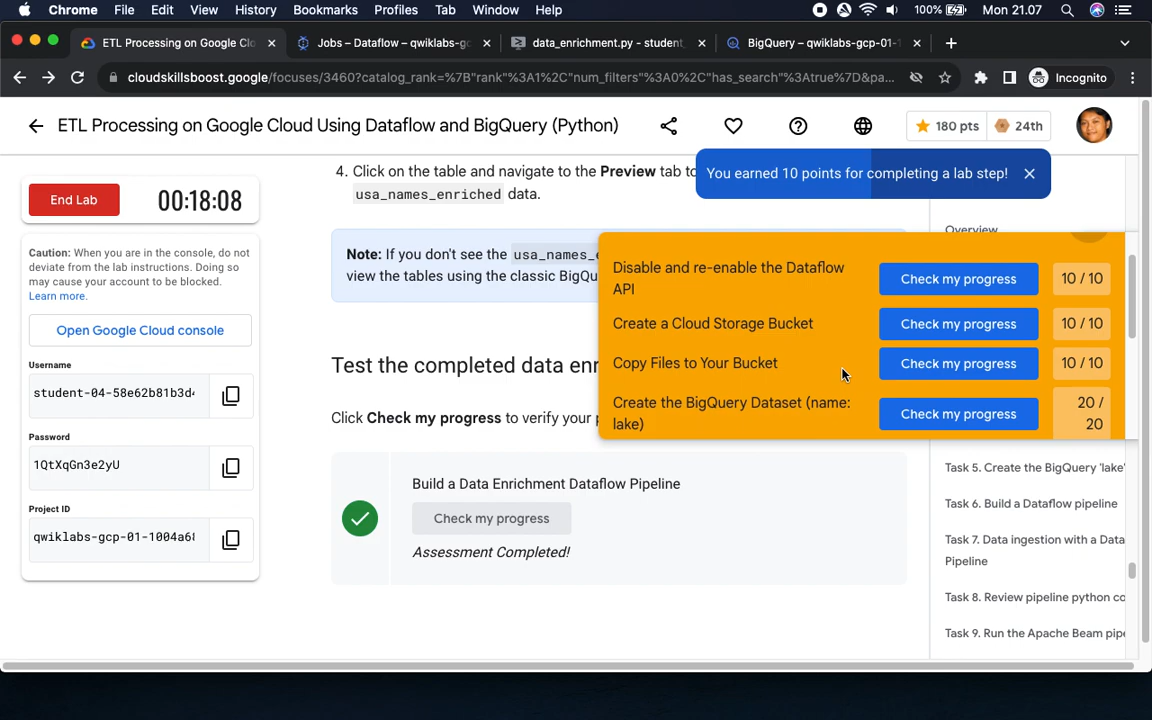 Chrome File Edit View History Bookmarks Profiles Tab Window Help 100% Mon 21.07
ETL Processing on Google Clo
Jobs – Dataflow – qwiklabs-gc
data_enrichment.py - student_
BigQuery – qwiklabs-gcp-01-1
cloudskillsboost.google/focuses/3460?catalog_rank=%7B"rank"%3A1%2C"num_filters"%3A0%2C"has_search"%3Atrue%7D&pa...
Incognito
ETL Processing on Google Cloud Using Dataflow and BigQuery (Python)
180 pts 24th
End Lab 00:18:08
Caution: When you are in the console, do not
deviate from the lab instructions. Doing so
may cause your account to be blocked.
Learn more.
Open Google Cloud console
Username
student-04-58e62b81b3d
Password
1QtXqGn3e2yU
Project ID
qwiklabs-gcp-01-1004a6
4. Click on the table and navigate to the Preview tab to
usa_names_enriched data.
Note: If you don't see the usa_names_e
view the tables using the classic BigQu
Test the completed data enr
Click Check my progress to verify your p
Build a Data Enrichment Dataflow Pipeline
Check my progress
Assessment Completed!
You earned 10 points for completing a lab step!
Overview
Disable and re-enable the Dataflow
API
Check my progress 10 / 10
Create a Cloud Storage Bucket Check my progress 10 / 10
Copy Files to Your Bucket Check my progress 10 / 10
Create the BigQuery Dataset (name:
lake)
Check my progress 20 /
20
Task 5. Create the BigQuery 'lake'
Task 6. Build a Dataflow pipeline
Task 7. Data ingestion with a Data
Pipeline
Task 8. Review pipeline python co
Task 9. Run the Apache Beam pipe